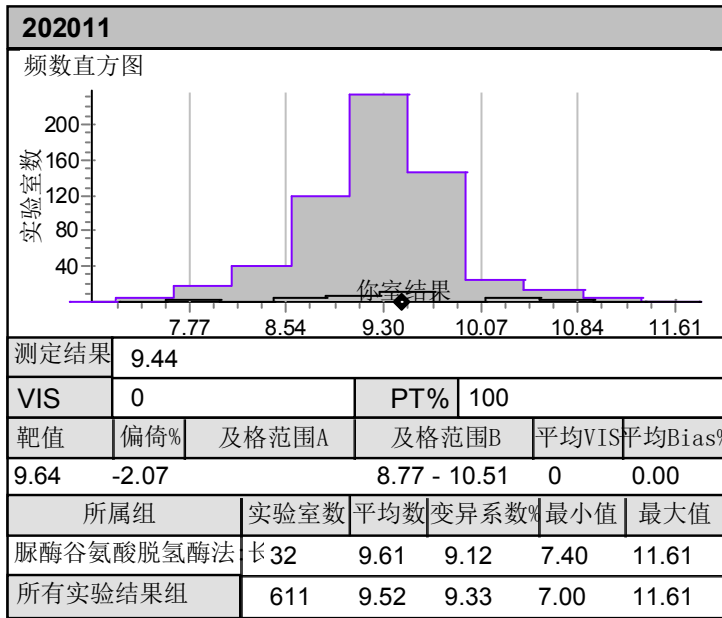 202011
频数直方图
实验室数
200
160
120
80
40
你室结果
7.77 8.54 9.30 10.07 10.84 11.61
测定结果 9.44
VIS 0 PT% 100
靶值 偏倚% 及格范围A 及格范围B 平均VIS 平均Bias%
9.64 -2.07 8.77 - 10.51 0 0.00
所属组 实验室数 平均数 变异系数% 最小值 最大值
脲酶谷氨酸脱氢酶法:长 32 9.61 9.12 7.40 11.61
所有实验结果组 611 9.52 9.33 7.00 11.61